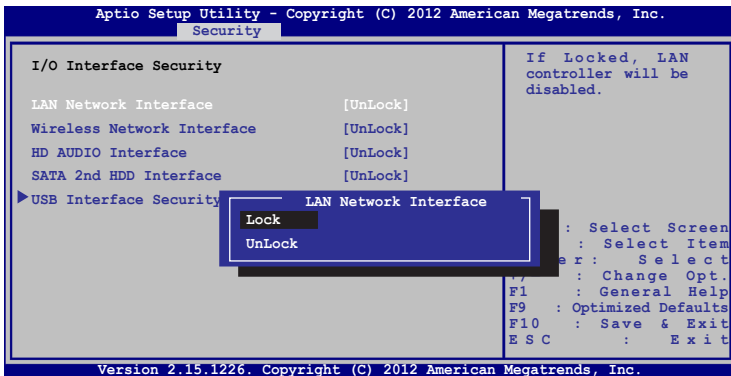 Aptio Setup Utility - Copyright (C) 2012 American Megatrends, Inc.
Security
I/O Interface Security
LAN Network Interface [UnLock]
Wireless Network Interface [UnLock]
HD AUDIO Interface [UnLock]
SATA 2nd HDD Interface [UnLock]
USB Interface Security
LAN Network Interface
Lock
UnLock
If Locked, LAN
controller will be
disabled.
: Select Screen
: Select Item
er: Select
: Change Opt.
F1 : General Help
F9 : Optimized Defaults
F10 : Save & Exit
ESC : Exit
Version 2.15.1226. Copyright (C) 2012 American Megatrends, Inc.